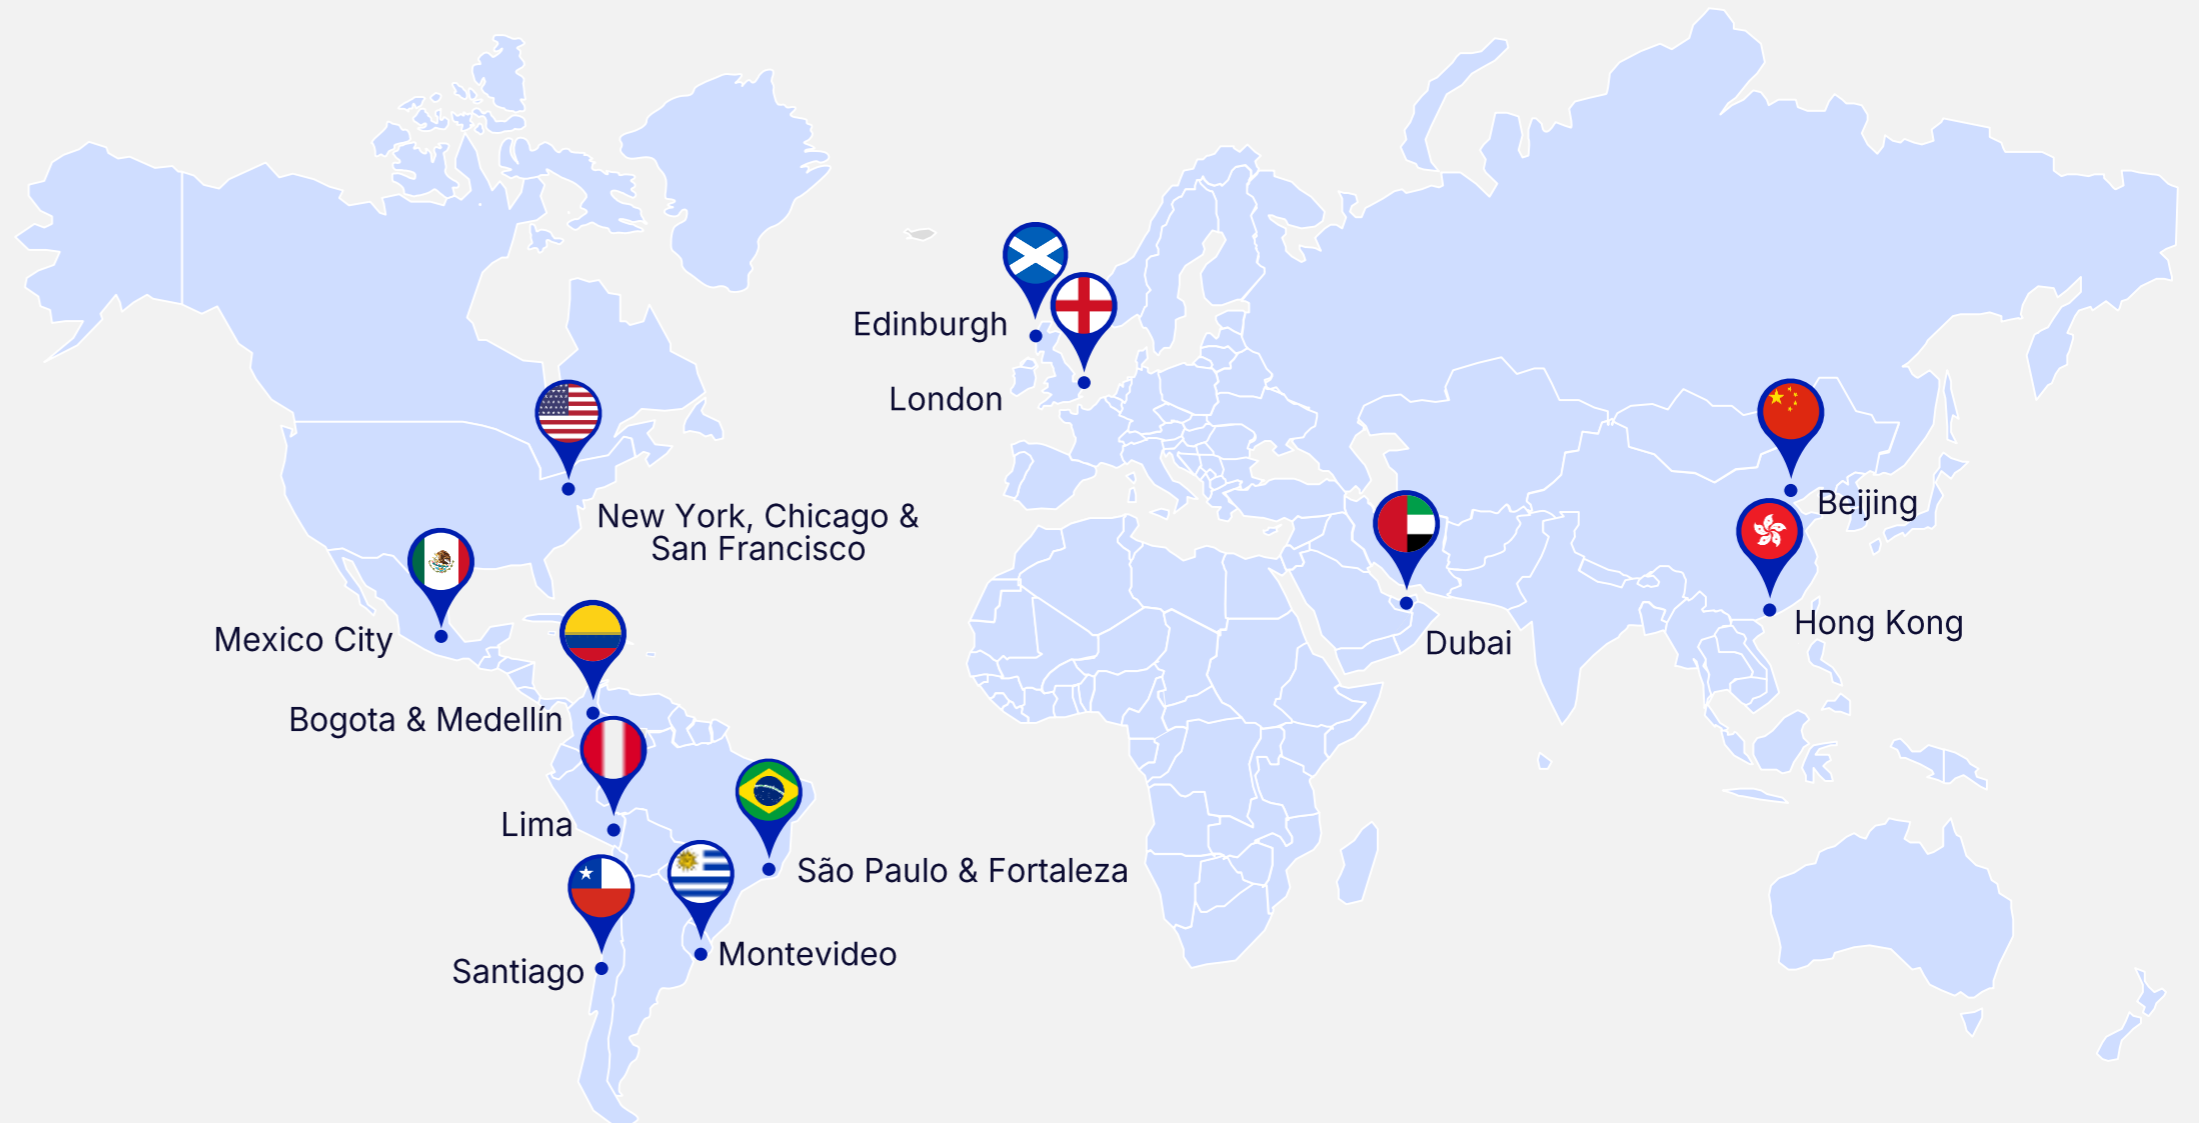 Edinburgh
London
New York, Chicago &
San Francisco
Beijing
Mexico City
Hong Kong
Dubai
Bogota & Medellín
Lima
São Paulo & Fortaleza
Montevideo
Santiago